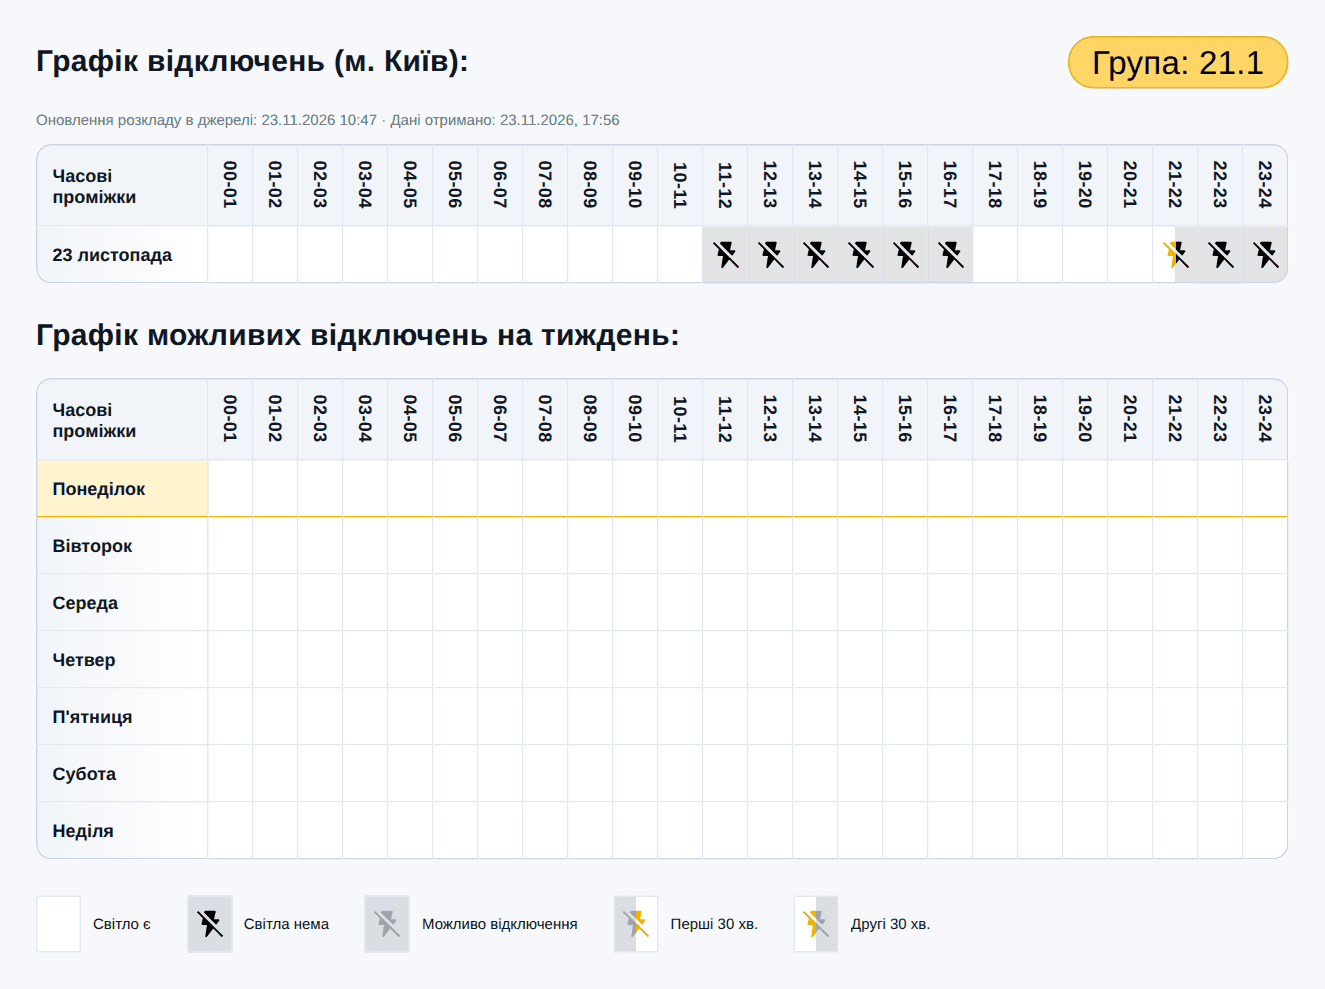 Графік відключень (м. Київ):
Група: 21.1
Оновлення розкладу в джерелі: 23.11.2026 10:47 · Дані отримано: 23.11.2026, 17:56
Часові проміжки 00-01 01-02 02-03 03-04 04-05 05-06 06-07 07-08 08-09 09-10 10-11 11-12 12-13 13-14 14-15 15-16 16-17 17-18 18-19 19-20 20-21 21-22 22-23 23-24
23 листопада
Графік можливих відключень на тиждень:
Часові проміжки 00-01 01-02 02-03 03-04 04-05 05-06 06-07 07-08 08-09 09-10 10-11 11-12 12-13 13-14 14-15 15-16 16-17 17-18 18-19 19-20 20-21 21-22 22-23 23-24
Понеділок
Вівторок
Середа
Четвер
П'ятниця
Субота
Неділя
Світло є Світла нема Можливо відключення Перші 30 хв. Другі 30 хв.